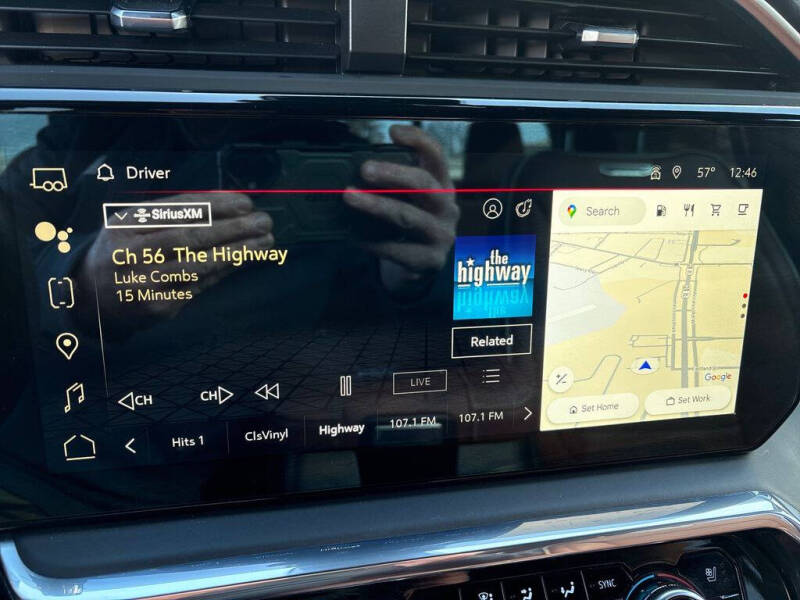 Driver
57° 12:46
SiriusXM
Search
Ch 56 The Highway
Luke Combs
15 Minutes
the
highway
Related
CH
CH
LIVE
Google
Set Home
Set Work
Hits 1
ClsVinyl
Highway
107.1 FM
107.1 FM
SYNC